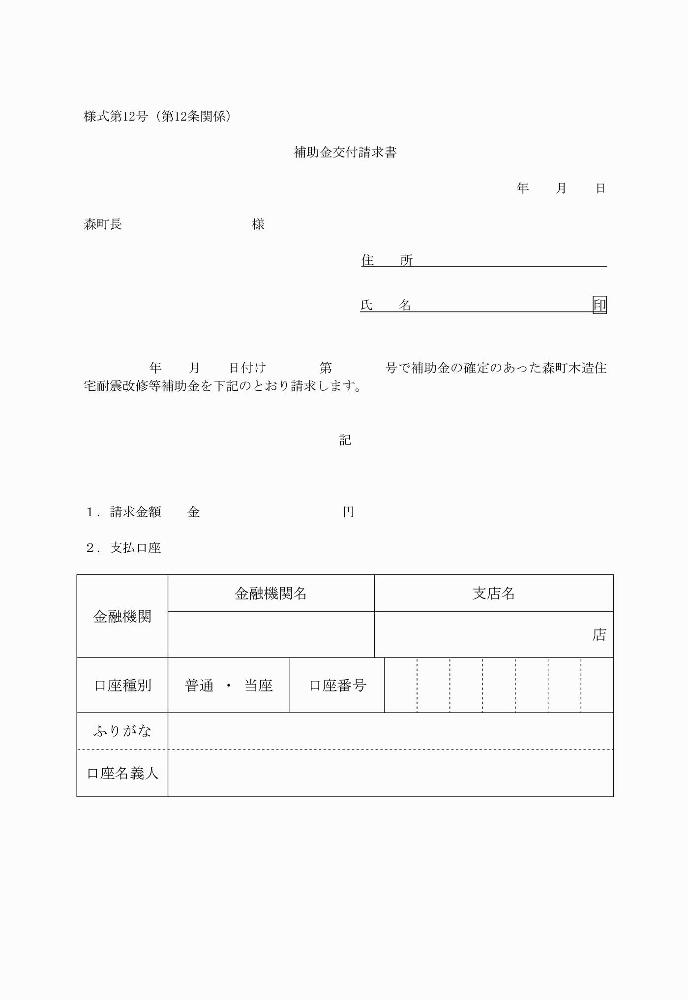 様式第12号（第12条関係）
補助金交付請求書
年　　月　　日
森町長　　　　　　　　　　様
住　　所
氏　　名　　　　　　　　　　　　　　印
年　　月　　日付け　　　　第　　　　号で補助金の確定のあった森町木造住
宅耐震改修等補助金を下記のとおり請求します。
記
１．請求金額　　金　　　　　　　　　　　円
２．支払口座
金融機関　金融機関名　支店名
店
口座種別　普通　・　当座　口座番号
ふりがな
口座名義人